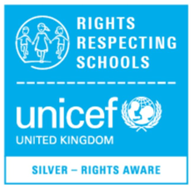 RIGHTS
RESPECTING
SCHOOLS
unicef
UNITED KINGDOM
SILVER – RIGHTS AWARE